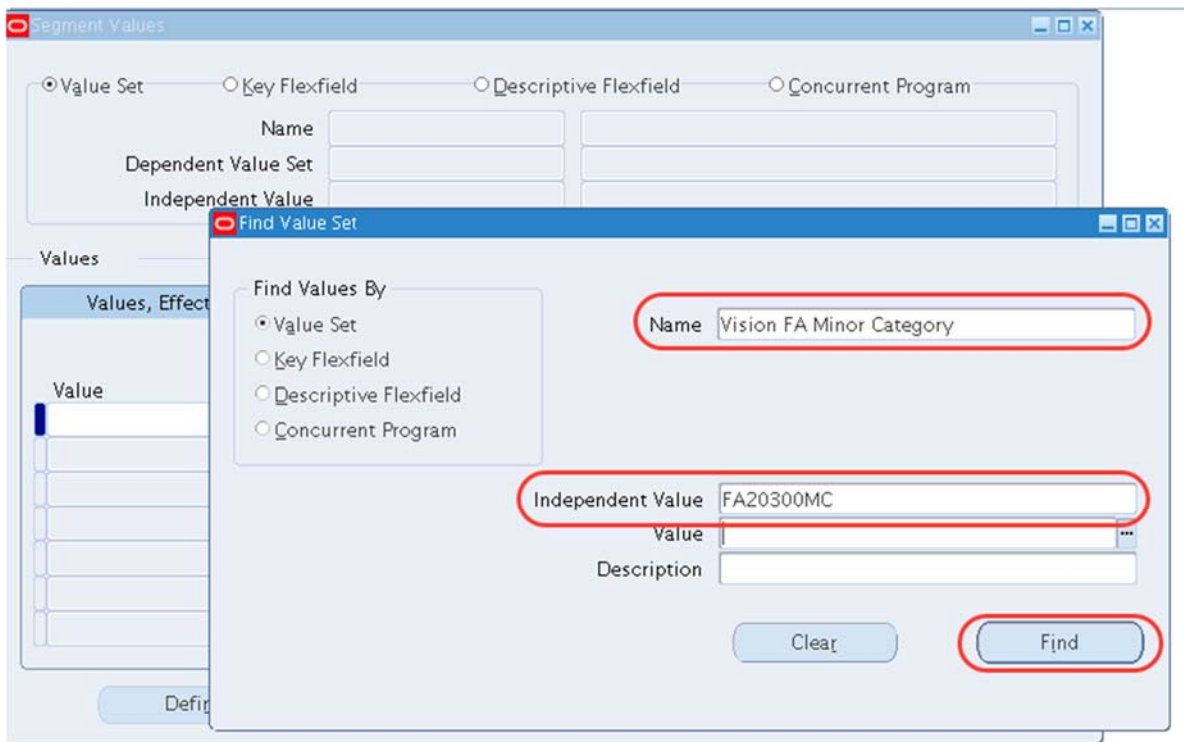 Segment Values
Value Set Key Flexfield Descriptive Flexfield Concurrent Program
Name
Dependent Value Set
Independent Value
Find Value Set
Values
Find Values By
Values, Effect
Value Set
Name Vision FA Minor Category
Key Flexfield
Value
Descriptive Flexfield
Concurrent Program
Independent Value FA20300MC
Value ...
Description
Clear Find
Defin